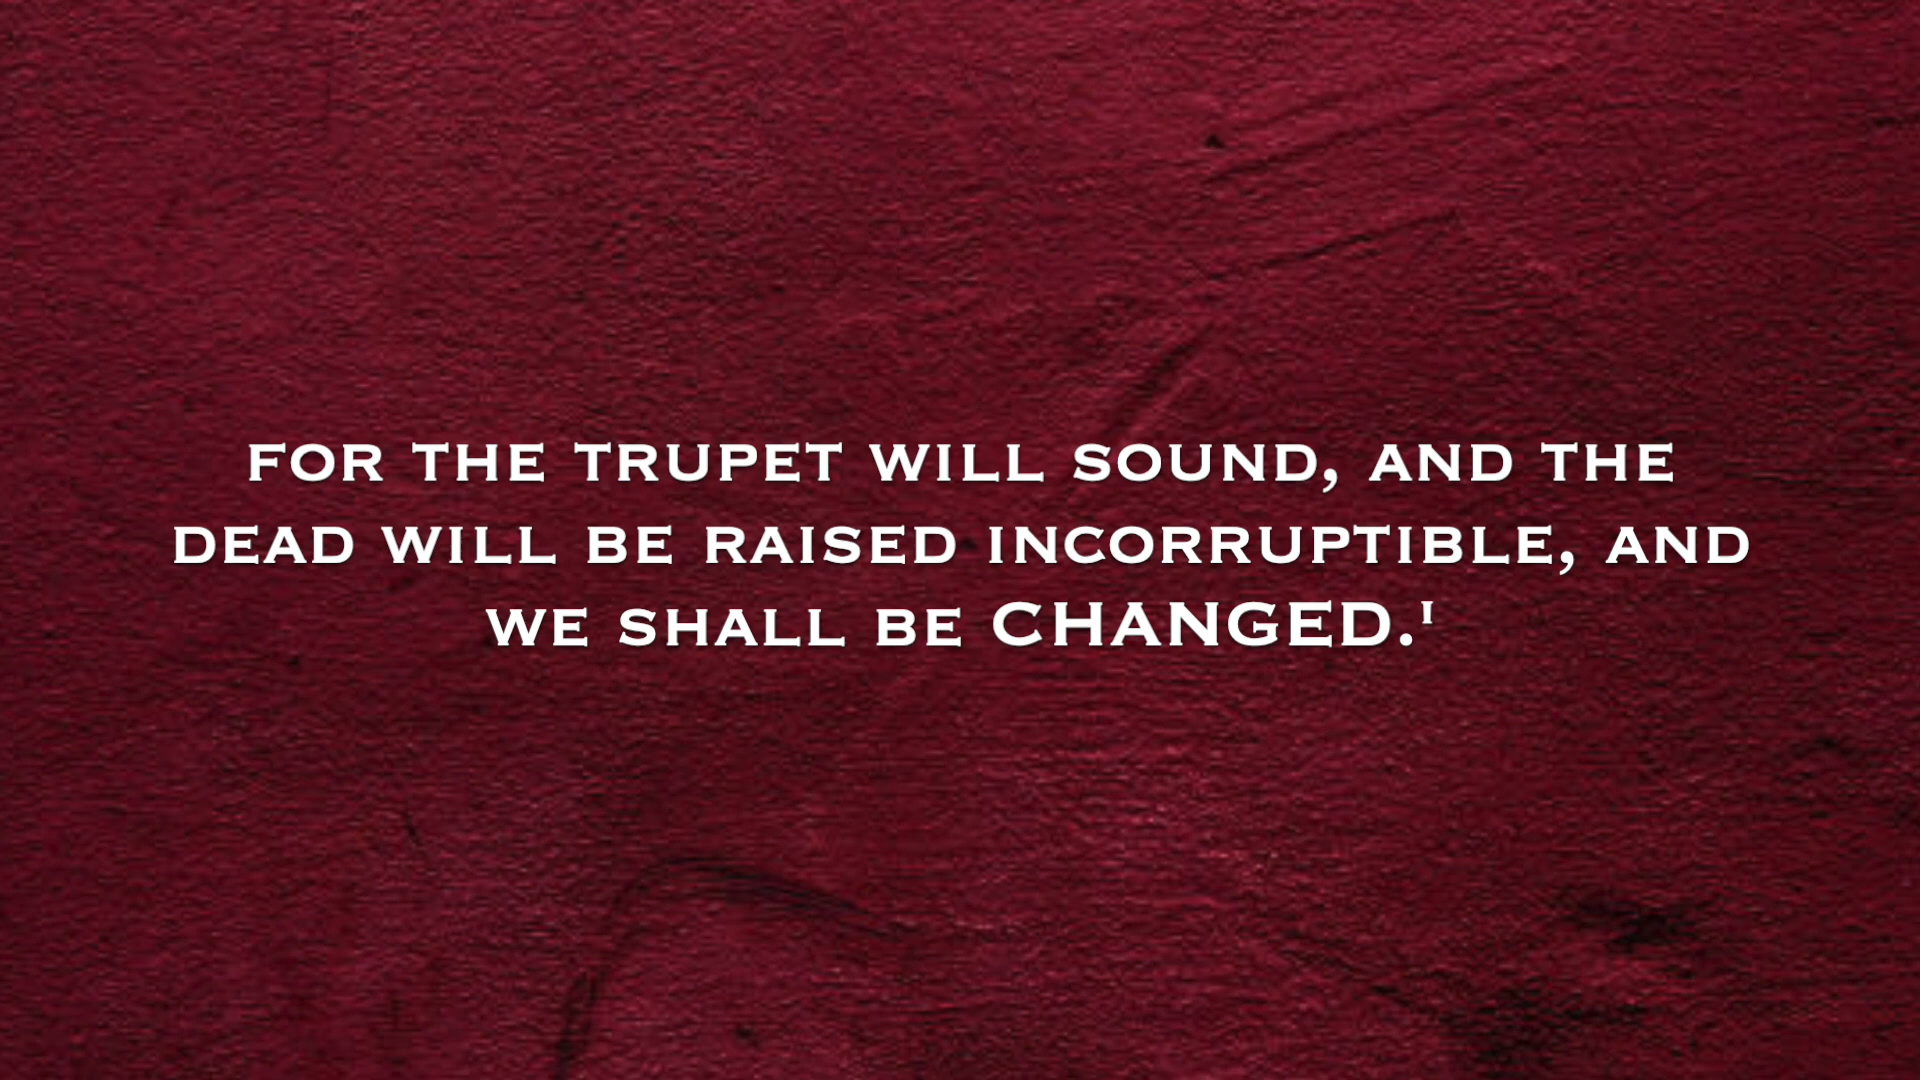 FOR THE TRUPET WILL SOUND, AND THE
DEAD WILL BE RAISED INCORRUPTIBLE, AND
WE SHALL BE CHANGED.¹